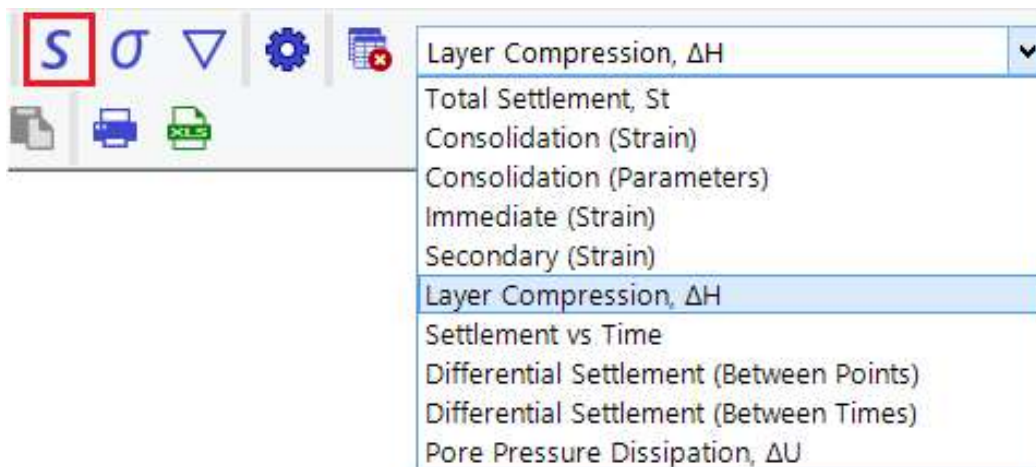 S σ ▽ Layer Compression, ΔH
XLS
Total Settlement, St
Consolidation (Strain)
Consolidation (Parameters)
Immediate (Strain)
Secondary (Strain)
Layer Compression, ΔH
Settlement vs Time
Differential Settlement (Between Points)
Differential Settlement (Between Times)
Pore Pressure Dissipation, ΔU